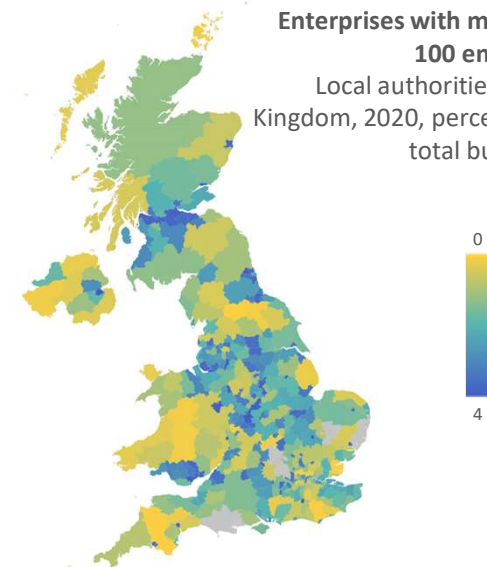 Enterprises with m
100 en
Local authoritie
Kingdom, 2020, perce
total bu
0
4